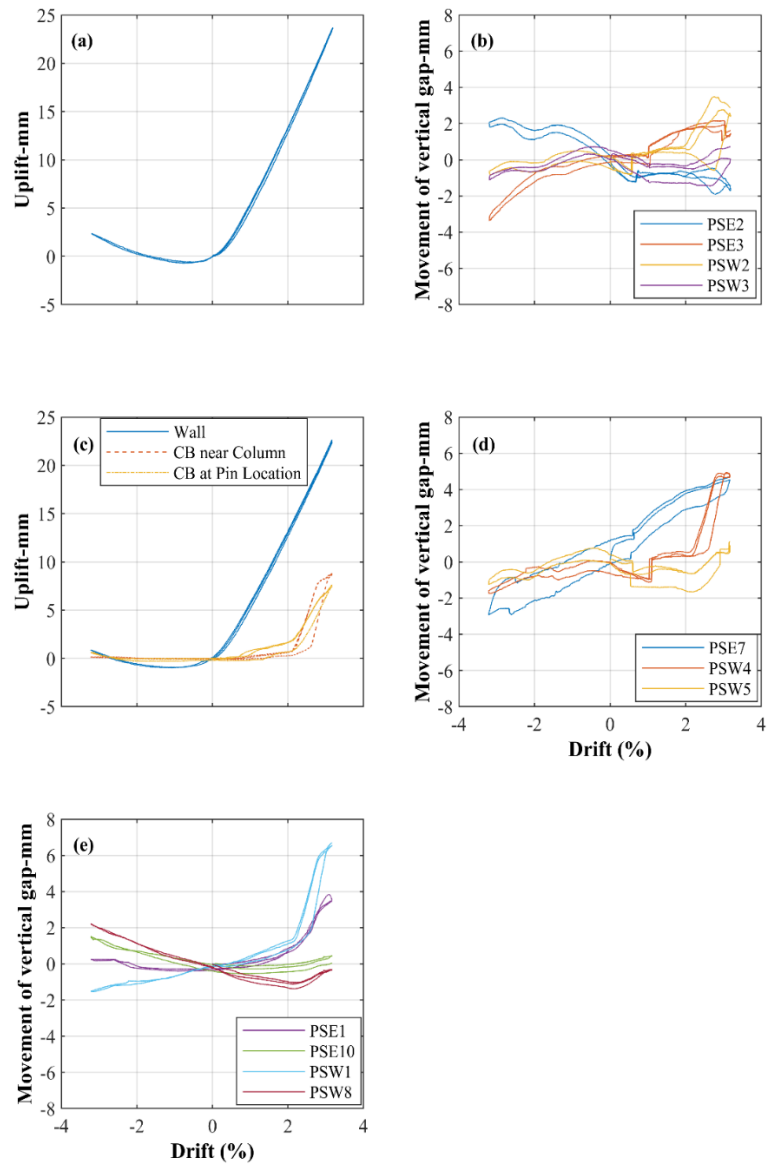 (a)
25
20
15
10
5
0
-5
Uplift-mm
(b)
8
6
4
2
0
-2
-4
-6
-8
Movement of vertical gap-mm
PSE2
PSE3
PSW2
PSW3
(c)
25
20
15
10
5
0
-5
Uplift-mm
Wall
CB near Column
CB at Pin Location
(d)
8
6
4
2
0
-2
-4
-6
-8
Movement of vertical gap-mm
PSE7
PSW4
PSW5
-4 -2 0 2 4
Drift (%)
(e)
8
6
4
2
0
-2
-4
-6
-8
Movement of vertical gap-mm
PSE1
PSE10
PSW1
PSW8
-4 -2 0 2 4
Drift (%)